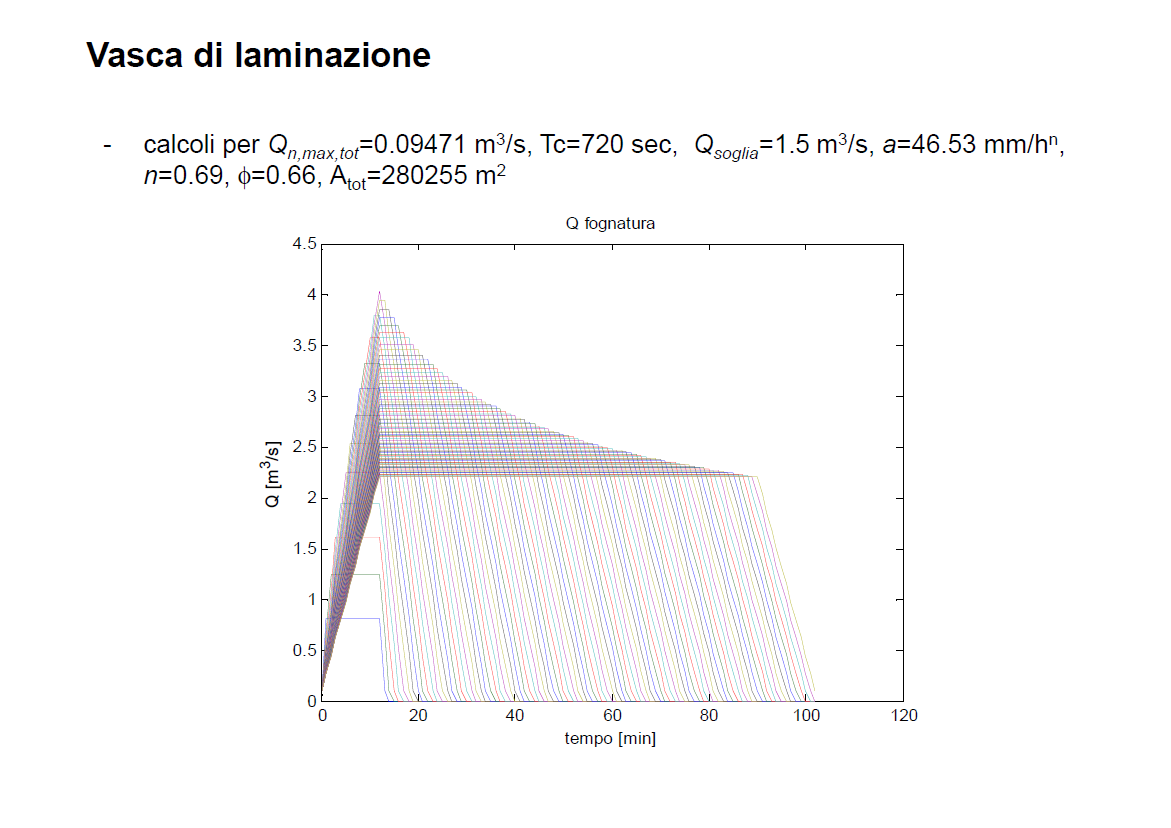 Vasca di laminazione
- calcoli per Qn,max,tot=0.09471 m³/s, Tc=720 sec, Qsoglia=1.5 m³/s, a=46.53 mm/hⁿ,
n=0.69, ϕ=0.66, Atot=280255 m²
Q fognatura
4.5
4
3.5
3
2.5
2
1.5
1
0.5
0
Q [m³/s]
0 20 40 60 80 100 120
tempo [min]